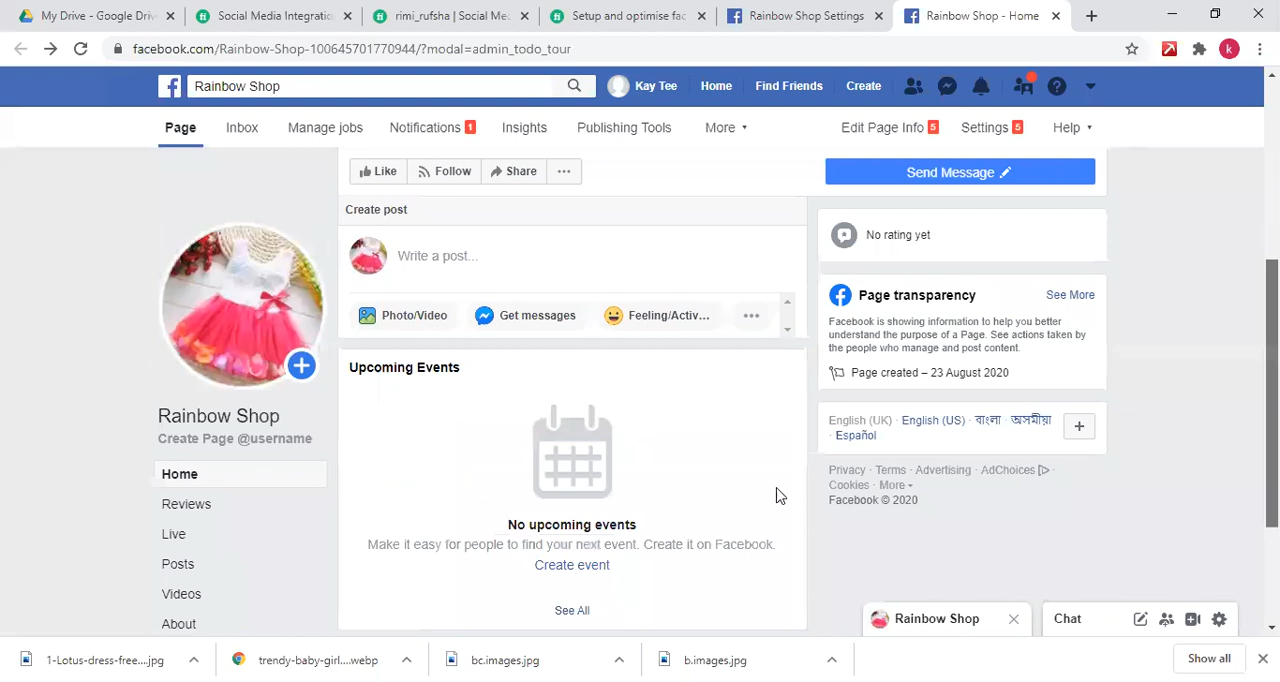 My Drive - Google Driv
Social Media Integratio
rimi_rufsha | Social Me
Setup and optimise fac
Rainbow Shop Settings
Rainbow Shop - Home
facebook.com/Rainbow-Shop-100645701770944/?modal=admin_todo_tour
k
Rainbow Shop
Kay Tee
Home
Find Friends
Create
Page
Inbox
Manage jobs
Notifications 1
Insights
Publishing Tools
More
Edit Page Info 5
Settings 5
Help
Like
Follow
Share
Send Message
Create post
Write a post...
Photo/Video
Get messages
Feeling/Activ...
Upcoming Events
No upcoming events
Make it easy for people to find your next event. Create it on Facebook.
Create event
See All
Rainbow Shop
Create Page @username
Home
Reviews
Live
Posts
Videos
About
No rating yet
Page transparency
See More
Facebook is showing information to help you better
understand the purpose of a Page. See actions taken by
the people who manage and post content.
Page created – 23 August 2020
English (UK) · English (US) · বাংলা · অসমীয়া
· Español
Privacy · Terms · Advertising · AdChoices ·
Cookies · More
Facebook © 2020
Rainbow Shop
Chat
1-Lotus-dress-free....jpg
trendy-baby-girl....webp
bc.images.jpg
b.images.jpg
Show all